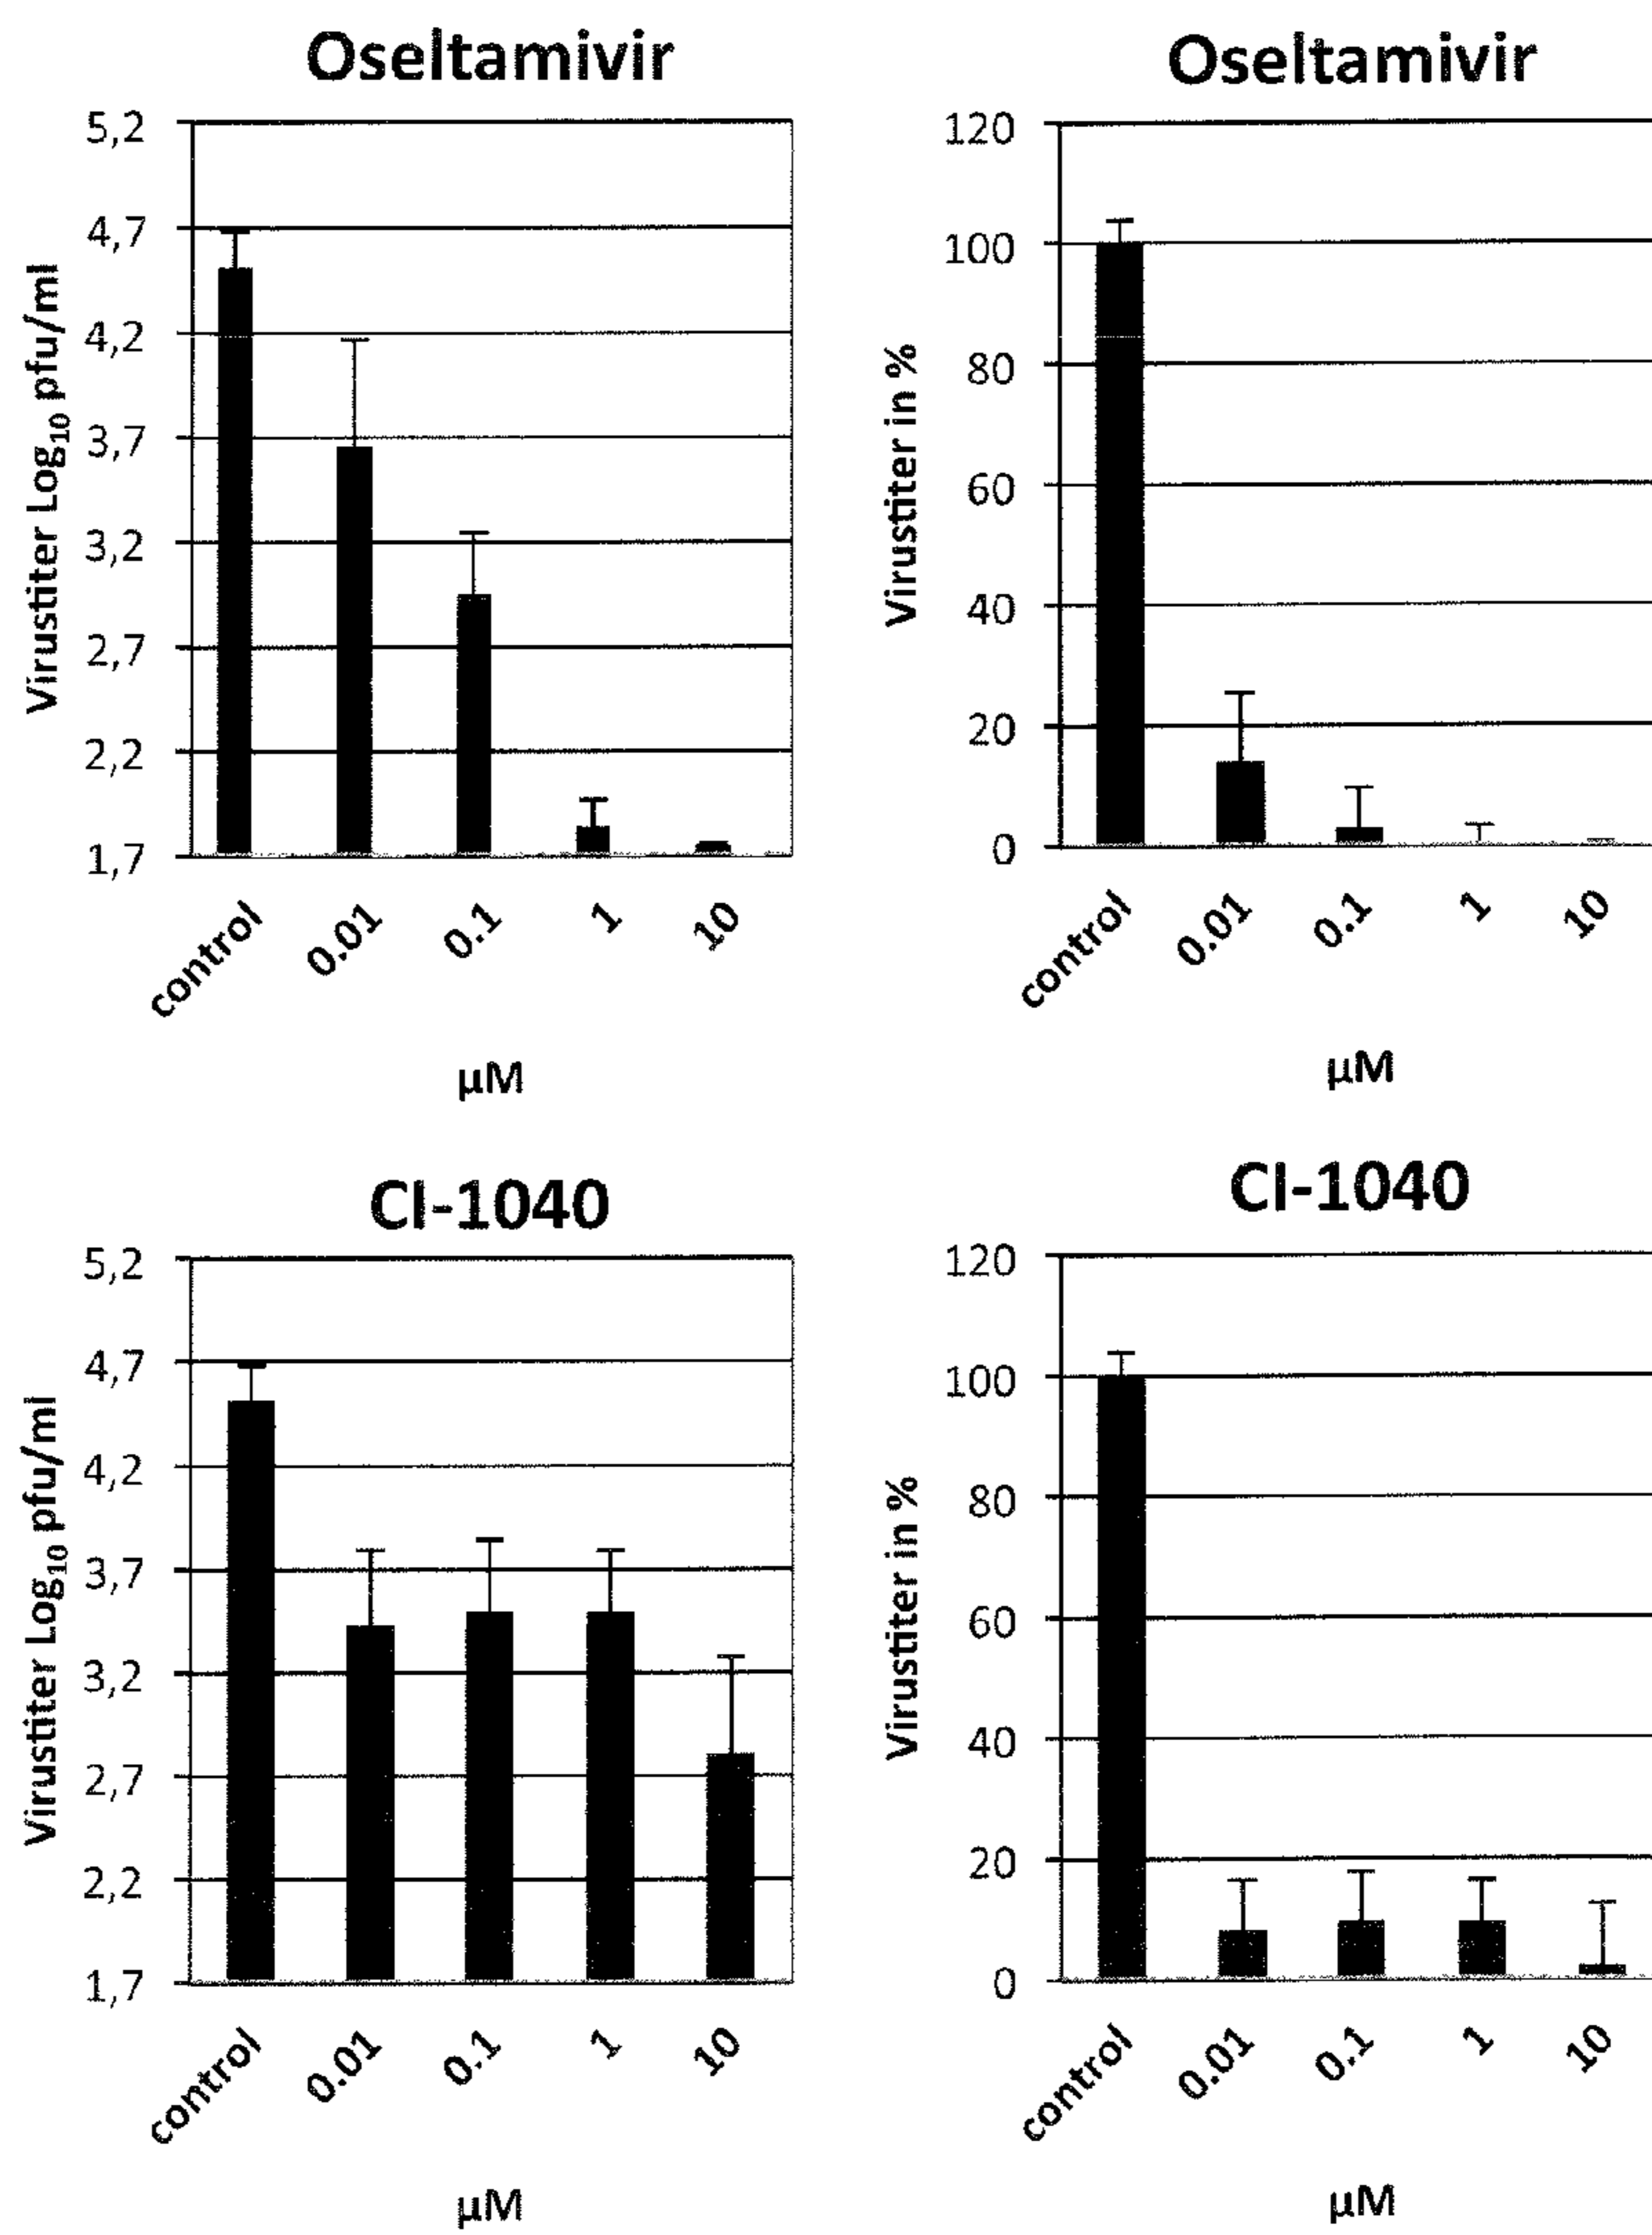 Oseltamivir
Virustiter Log10 pfu/ml
5,2
4,7
4,2
3,7
3,2
2,7
2,2
1,7
control
0.01
0.1
1
10
µM
Oseltamivir
Virustiter in %
120
100
80
60
40
20
0
control
0.01
0.1
1
10
µM
CI-1040
Virustiter Log10 pfu/ml
5,2
4,7
4,2
3,7
3,2
2,7
2,2
1,7
control
0.01
0.1
1
10
µM
CI-1040
Virustiter in %
120
100
80
60
40
20
0
control
0.01
0.1
1
10
µM